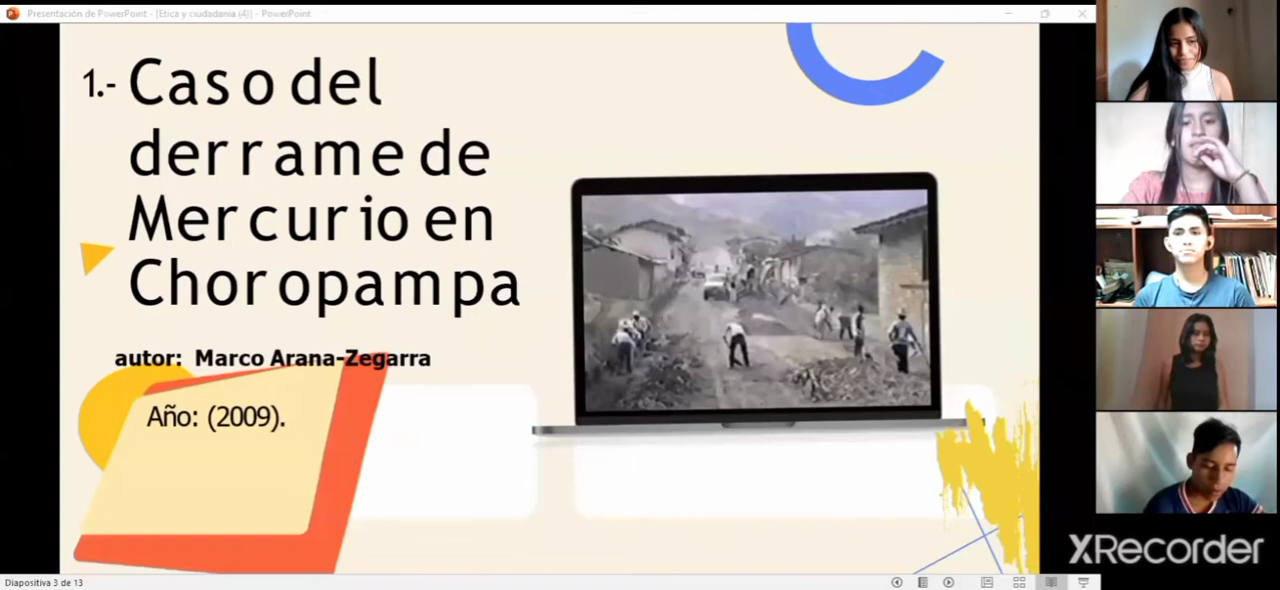 Presentación de PowerPoint - [Etica y ciudadania (4)] - PowerPoint
1.- Caso del
derrame de
Mercurio en
Choropampa
autor: Marco Arana-Zegarra
Año: (2009).
XRecorder
Diapositiva 3 de 13